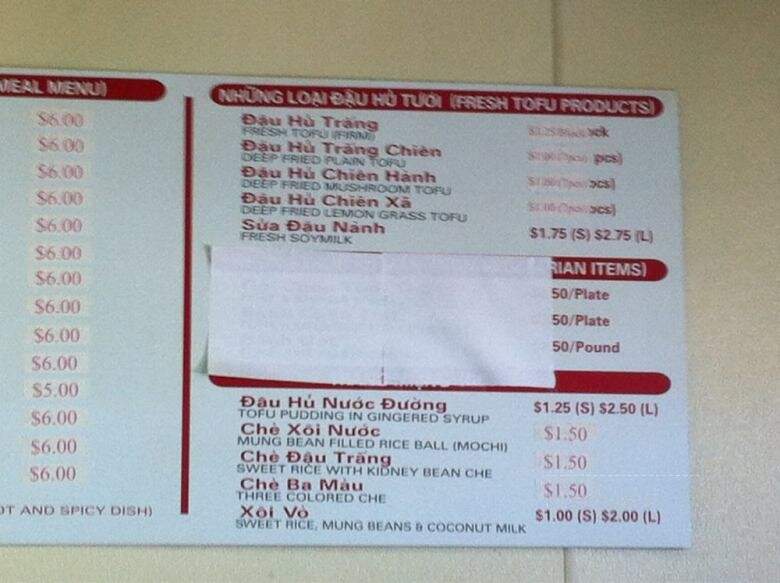 MEAL MENU)
$6.00
$6.00
$6.00
$6.00
$6.00
$6.00
$6.00
$6.00
$6.00
$6.00
$5.00
$6.00
$6.00
$6.00
OT AND SPICY DISH)
NHỮNG LOẠI ĐẬU HỦ TƯƠI (FRESH TOFU PRODUCTS)
Đậu Hủ Trắng
FRESH TOFU (FIRM) ock
Đậu Hủ Trắng Chiên
DEEP FRIED PLAIN TOFU pcs)
Đậu Hủ Chiên Hành
DEEP FRIED MUSHROOM TOFU pcs)
Đậu Hủ Chiên Xã
DEEP FRIED LEMON GRASS TOFU pcs)
Sửa Đậu Nành $1.75 (S) $2.75 (L)
FRESH SOYMILK
RIAN ITEMS)
50/Plate
50/Plate
50/Pound
Đậu Hủ Nước Đường $1.25 (S) $2.50 (L)
TOFU PUDDING IN GINGERED SYRUP
Chè Xôi Nước $1.50
MUNG BEAN FILLED RICE BALL (MOCHI)
Chè Đậu Trắng $1.50
SWEET RICE WITH KIDNEY BEAN CHE
Chè Ba Màu $1.50
THREE COLORED CHE
Xôi Vò $1.00 (S) $2.00 (L)
SWEET RICE, MUNG BEANS & COCONUT MILK